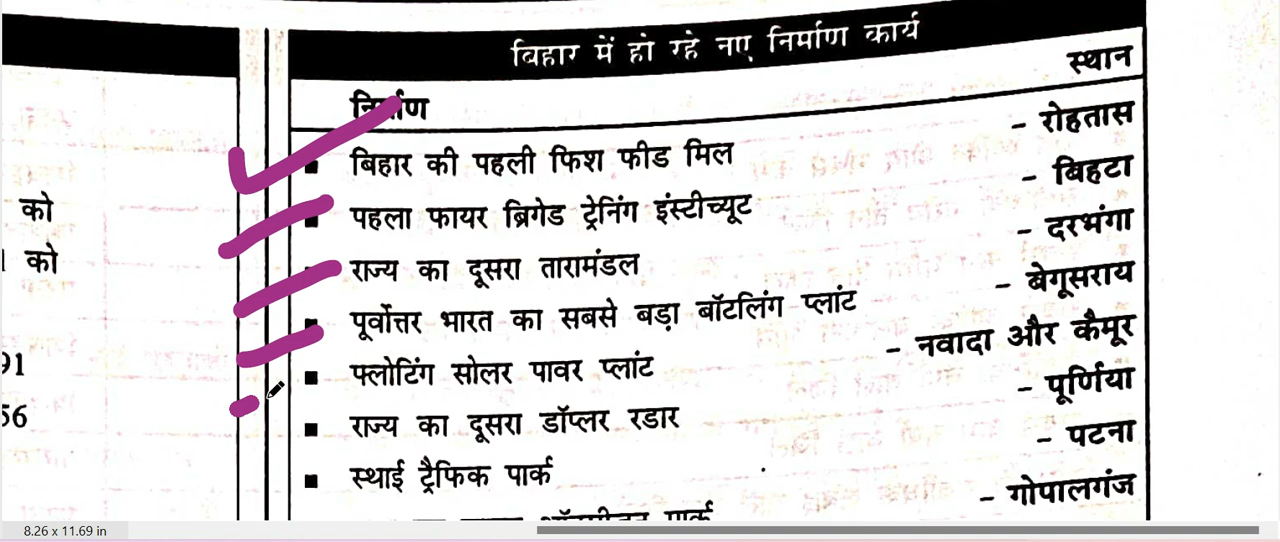 बिहार में हो रहे नए निर्माण कार्य
निर्माण
स्थान
बिहार की पहली फिश फीड मिल
– रोहतास
पहला फायर ब्रिगेड ट्रेनिंग इंस्टीच्यूट
– बिहटा
राज्य का दूसरा तारामंडल
– दरभंगा
पूर्वोत्तर भारत का सबसे बड़ा बॉटलिंग प्लांट
– बेगूसराय
फ्लोटिंग सोलर पावर प्लांट
– नवादा और कैमूर
राज्य का दूसरा डॉप्लर रडार
– पूर्णिया
स्थाई ट्रैफिक पार्क
– पटना
– गोपालगंज
को
को
91
56
8.26 x 11.69 in